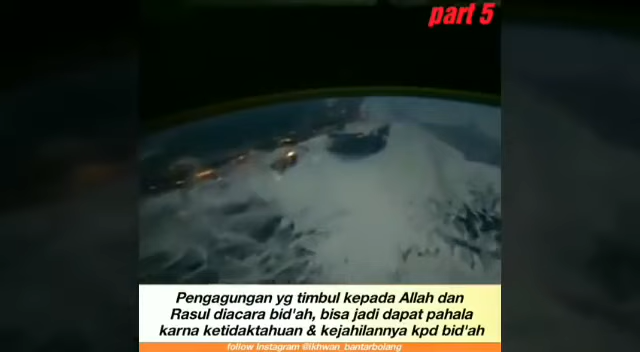 part 5
Pengagungan yg timbul kepada Allah dan
Rasul diacara bid'ah, bisa jadi dapat pahala
karna ketidaktahuan & kejahilannya kpd bid'ah
follow Instagram @ikhwan_bantarbolang